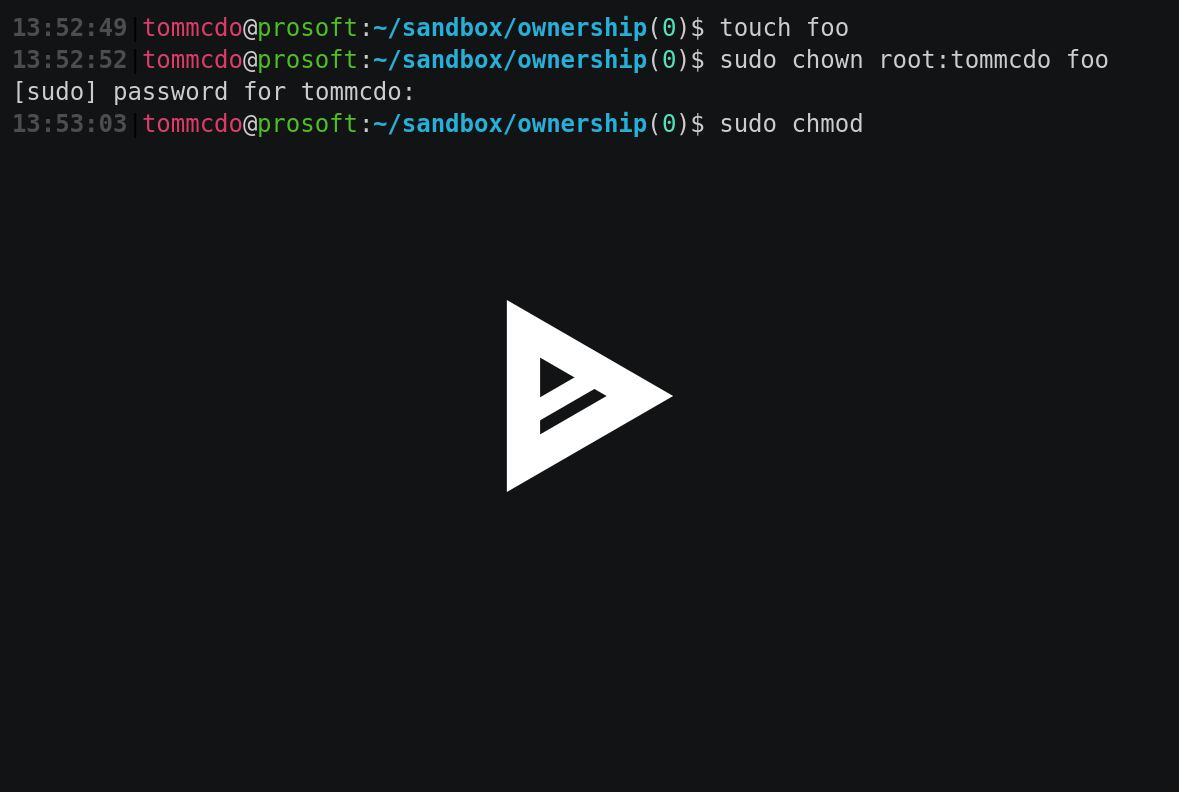 13:52:49|tommcdo@prosoft:~/sandbox/ownership(0)$ touch foo
13:52:52|tommcdo@prosoft:~/sandbox/ownership(0)$ sudo chown root:tommcdo foo
[sudo] password for tommcdo:
13:53:03|tommcdo@prosoft:~/sandbox/ownership(0)$ sudo chmod